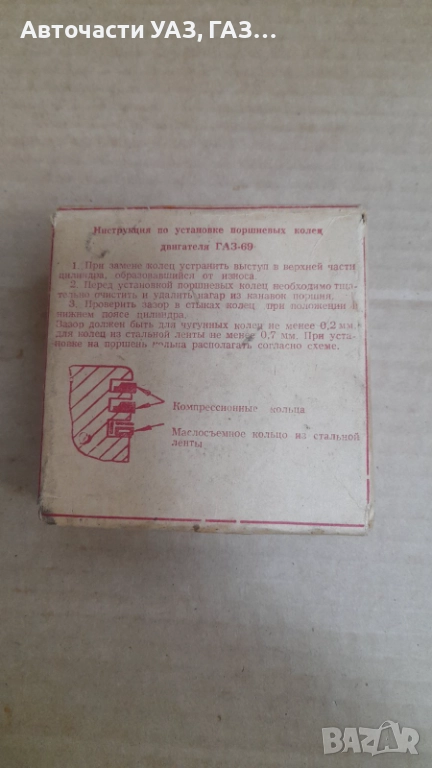 Авточасти УАЗ, ГАЗ...
Инструкция по установке поршневых колец
двигателя ГАЗ-69
1. При замене колец устранить выступ в верхней части
цилиндра, образовавшийся от износа.
2. Перед установкой поршневых колец необходимо тща-
тельно очистить и удалить нагар из канавок поршня.
3. Проверить зазор в стыках колец при положении в
нижнем поясе цилиндра.
Зазор должен быть для чугунных колец не менее 0,2 мм,
для колец из стальной ленты не менее 0,7 мм. При уста-
новке на поршень кольца располагать согласно схеме.
Компрессионные кольца
Маслосъемное кольцо из стальной
ленты
BAZAR